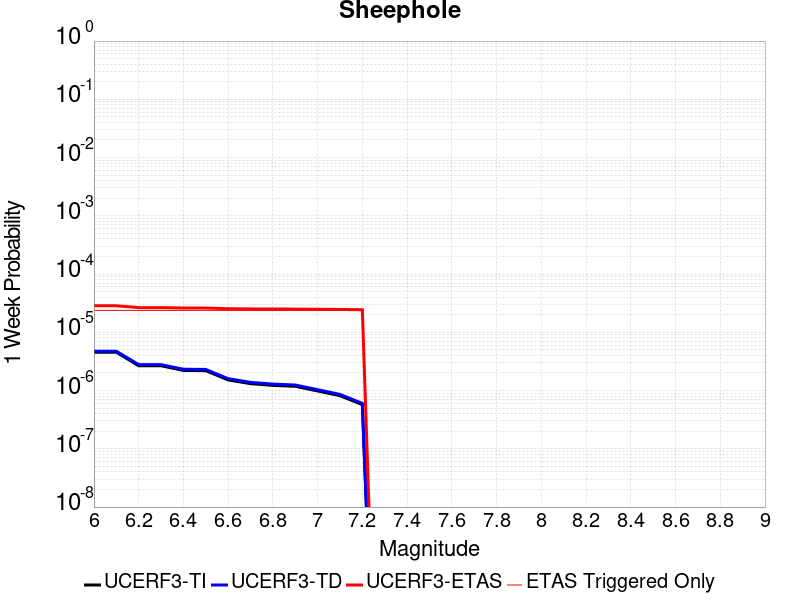 Sheephole
10^0
10^-1
10^-2
10^-3
10^-4
10^-5
10^-6
10^-7
10^-8
1 Week Probability
6 6.2 6.4 6.6 6.8 7 7.2 7.4 7.6 7.8 8 8.2 8.4 8.6 8.8 9
Magnitude
UCERF3-TI UCERF3-TD UCERF3-ETAS ETAS Triggered Only